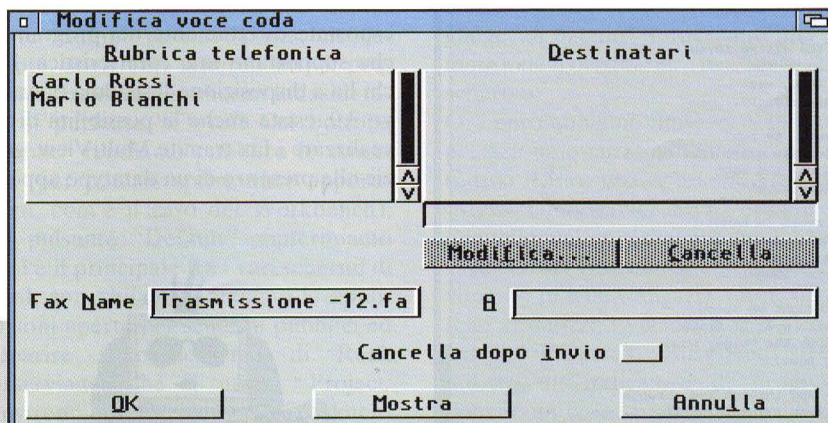 Modifica voce coda
Rubrica telefonica
Destinatari
Carlo Rossi
Mario Bianchi
Modifica... Cancella
Fax Name Trasmissione -12.fa A
Cancella dopo invio
OK Mostra Annulla